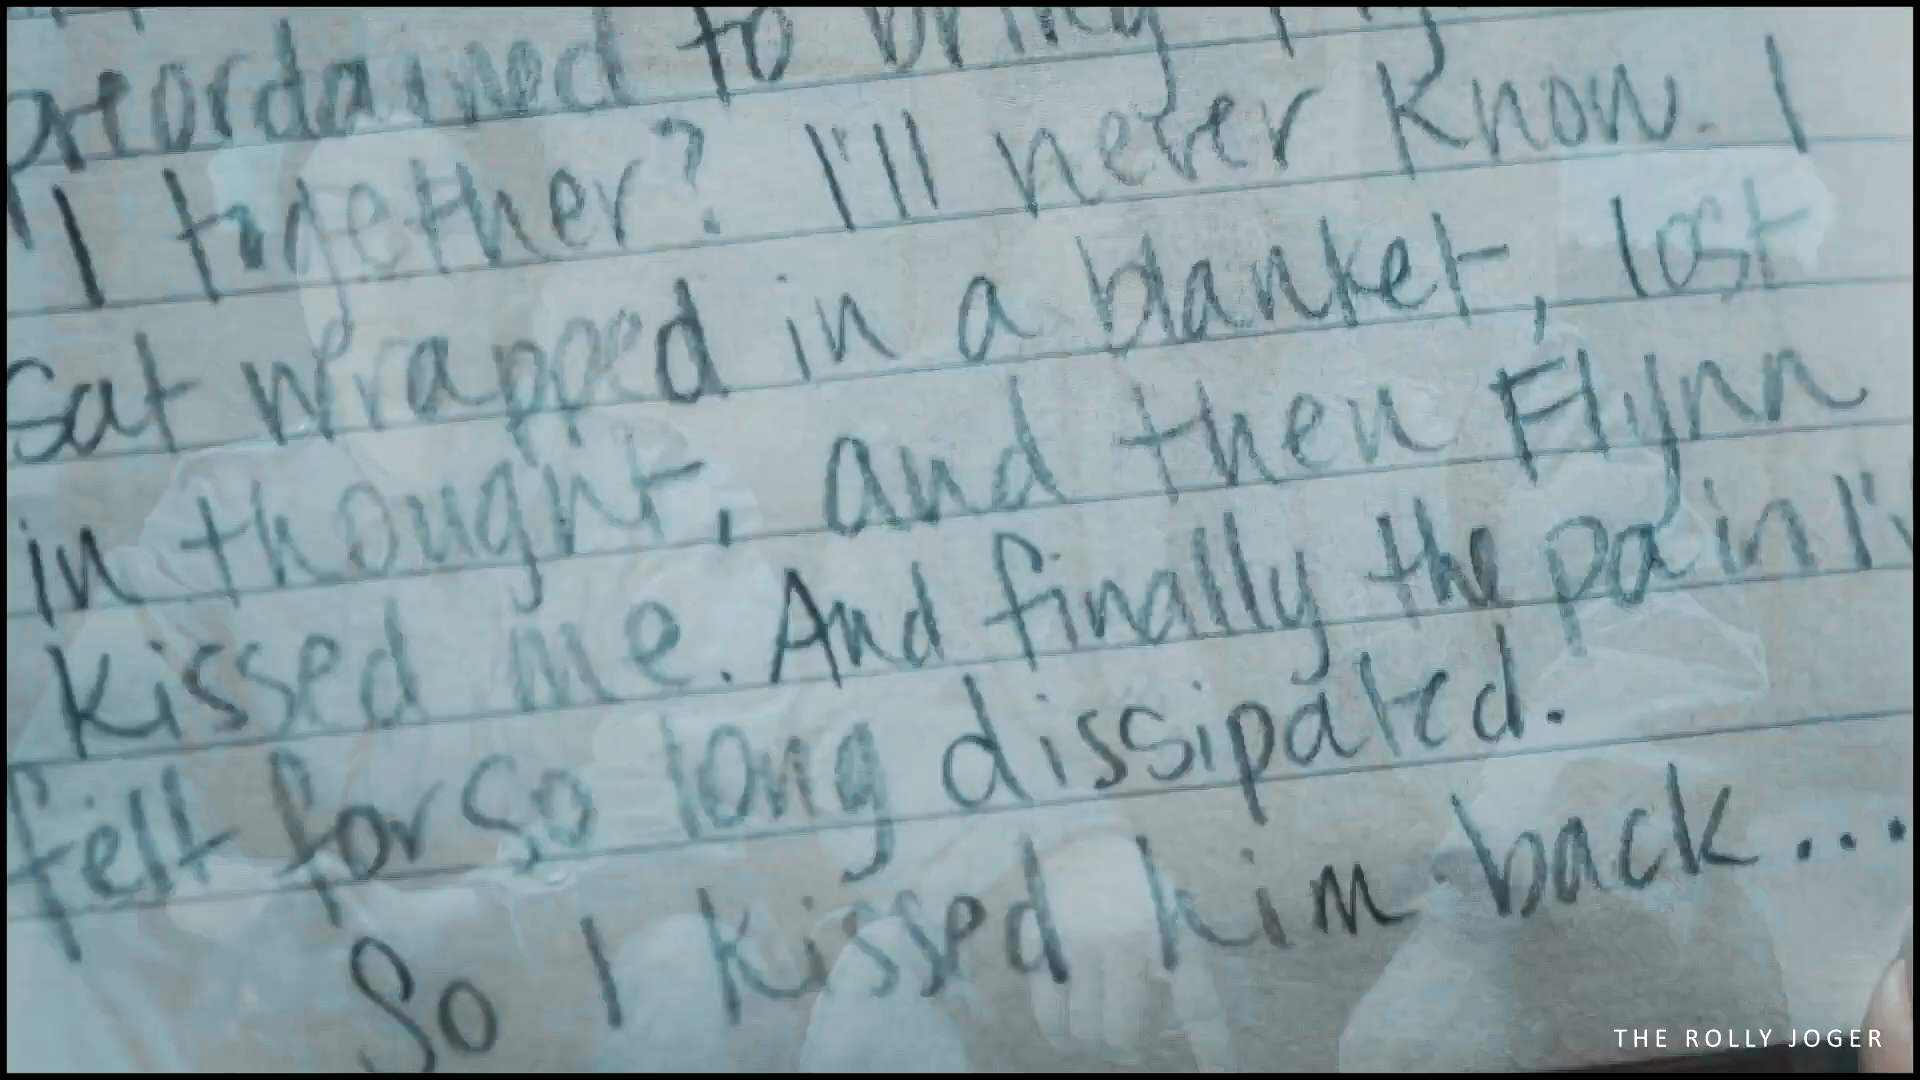 preordained to bring
I together? I'll never know. I
sat wrapped in a blanket, lost
in thought, and then Flynn
kissed me. And finally the pain I'v
felt for so long dissipated.
So I kissed him back...
THE ROLLY JOGER